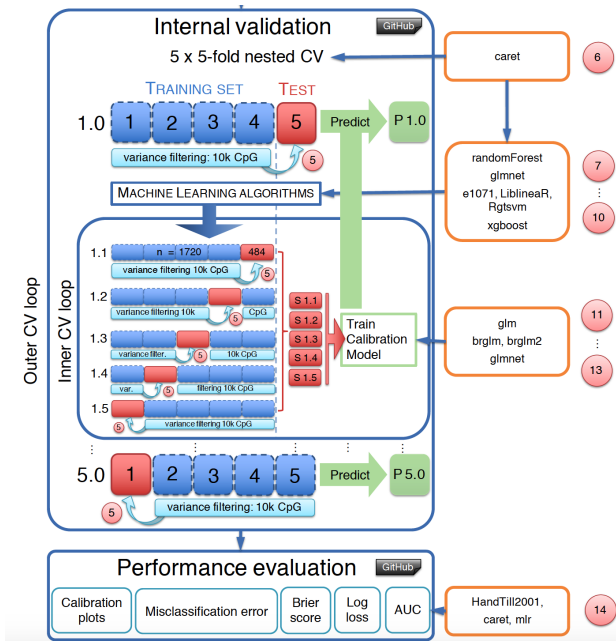 Internal validation
GitHub
5 x 5-fold nested CV
caret
6
TRAINING SET
TEST
1.0
1 2 3 4 5
Predict
P 1.0
variance filtering: 10k CpG
5
randomForest
glmnet
e1071, LiblineaR,
Rgtsvm
xgboost
7
⋮
10
MACHINE LEARNING ALGORITHMS
Outer CV loop
Inner CV loop
1.1
n = 1720
484
variance filtering 10k CpG
5
1.2
variance filtering 10k
5
CpG
1.3
variance filter.
5
10k CpG
1.4
var.
5
filtering 10k CpG
1.5
5
variance filtering 10k CpG
S 1.1
S 1.2
S 1.3
S 1.4
S 1.5
Train
Calibration
Model
glm
brglm, brglm2
glmnet
11
⋮
13
5.0
1 2 3 4 5
Predict
P 5.0
5
variance filtering: 10k CpG
Performance evaluation
GitHub
Calibration
plots
Misclassification error
Brier
score
Log
loss
AUC
HandTill2001,
caret, mlr
14